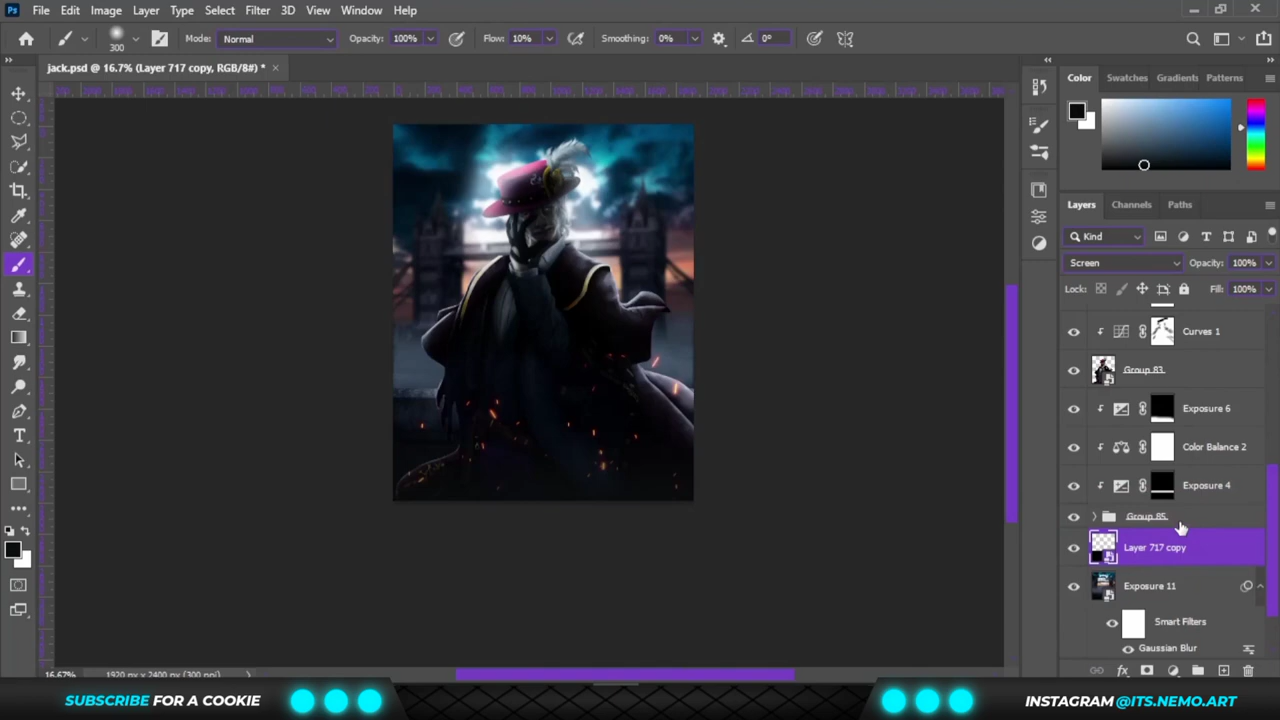 Ps File Edit Image Layer Type Select Filter 3D View Window Help
300 Mode: Normal Opacity: 100% Flow: 10% Smoothing: 0% 0°
jack.psd @ 16.7% (Layer 717 copy, RGB/8#) *
Color Swatches Gradients Patterns
Layers Channels Paths
Kind
Screen Opacity: 100%
Lock: Fill: 100%
Curves 1
Group 83
Exposure 6
Color Balance 2
Exposure 4
Group 85
Layer 717 copy
Exposure 11
Smart Filters
Gaussian Blur
16.67% 1920 px x 2400 px (300 ppi)
SUBSCRIBE FOR A COOKIE
INSTAGRAM @ITS.NEMO.ART